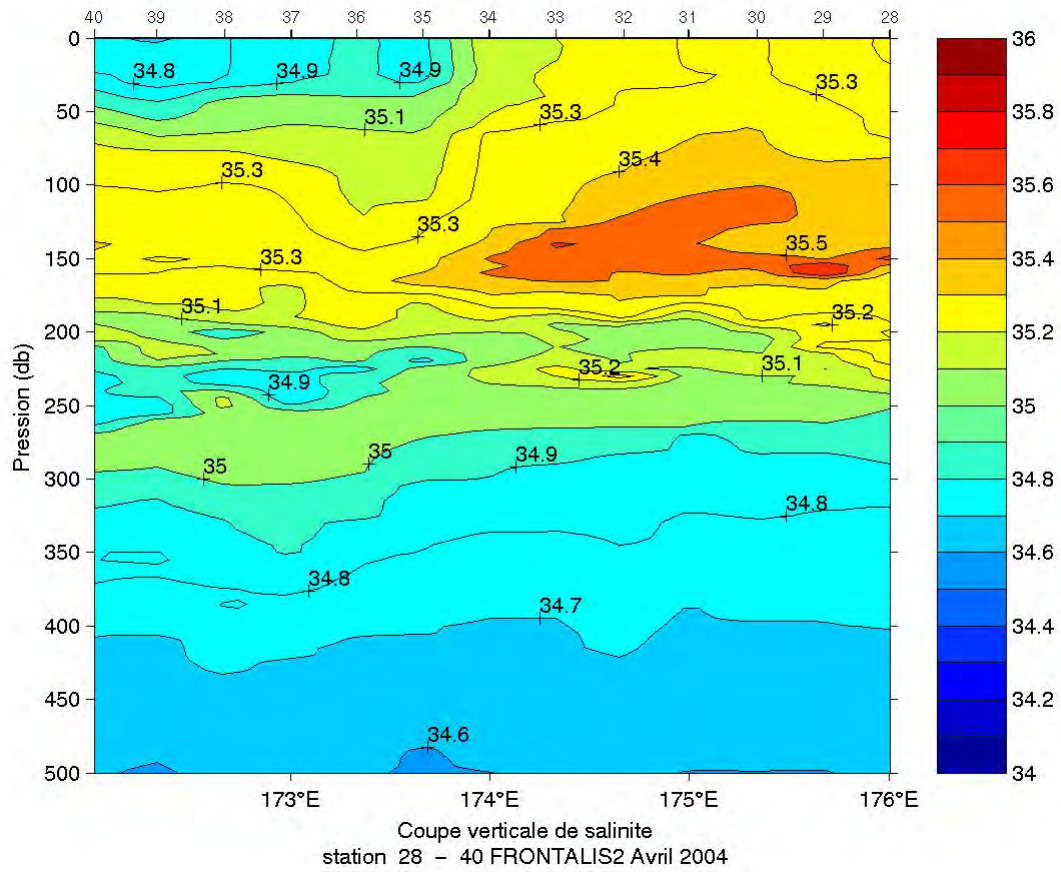 40 39 38 37 36 35 34 33 32 31 30 29 28
0 36
34.8 34.9 34.9 35.3
50 35.1 35.3 35.8
35.4
100 35.3 35.6
35.3
150 35.3 35.5 35.4
35.1 35.2
200 35.2
35.2 35.1
34.9
250 35
Pression (db)
34.9
300 35 35 34.8
34.8
350 34.6
34.8
400 34.7 34.4
450 34.2
34.6
500 34
173°E 174°E 175°E 176°E
Coupe verticale de salinite
station 28 – 40 FRONTALIS2 Avril 2004